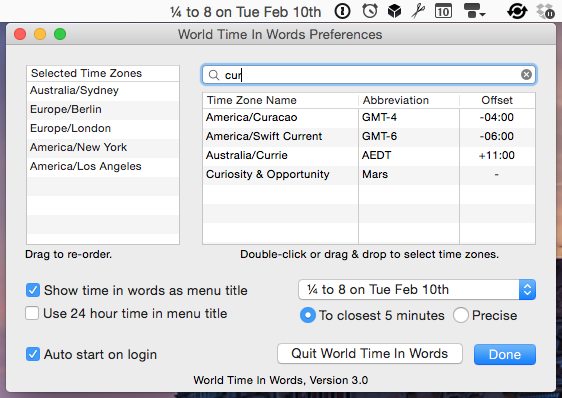 ¼ to 8 on Tue Feb 10th
10
World Time In Words Preferences
Selected Time Zones
Australia/Sydney
Europe/Berlin
Europe/London
America/New York
America/Los Angeles
Drag to re-order.
cur
Time Zone Name Abbreviation Offset
America/Curacao GMT-4 -04:00
America/Swift Current GMT-6 -06:00
Australia/Currie AEDT +11:00
Curiosity & Opportunity Mars -
Double-click or drag & drop to select time zones.
Show time in words as menu title
¼ to 8 on Tue Feb 10th
Use 24 hour time in menu title
To closest 5 minutes Precise
Auto start on login
Quit World Time In Words
Done
World Time In Words, Version 3.0